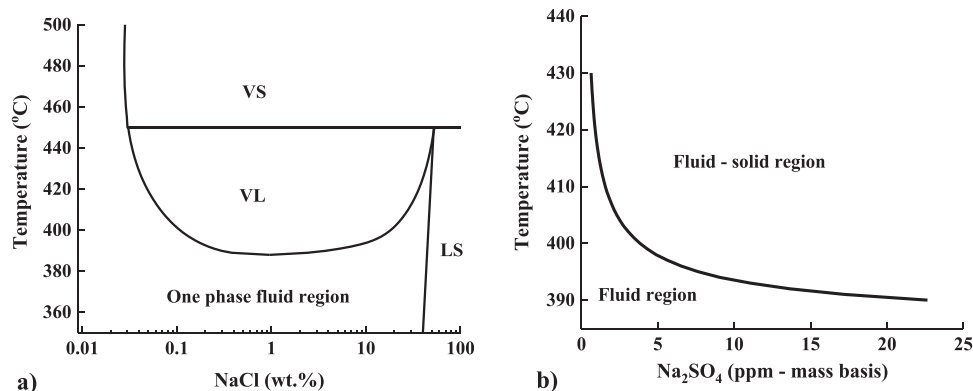 500
480
460
440
420
400
380
360
Temperature (°C)
VS
VL
LS
One phase fluid region
0.01
0.1
1
10
100
NaCl (wt.%)
a)
440
430
420
410
400
390
Temperature (°C)
Fluid - solid region
Fluid region
0
5
10
15
20
25
Na₂SO₄ (ppm - mass basis)
b)